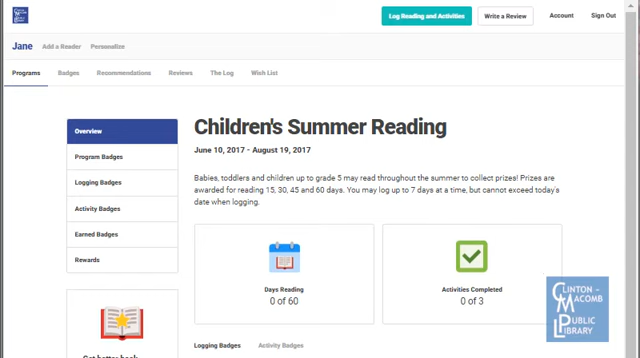 Log Reading and Activities
Write a Review
Account
Sign Out
Jane
Add a Reader
Personalize
Programs
Badges
Recommendations
Reviews
The Log
Wish List
Overview
Program Badges
Logging Badges
Activity Badges
Earned Badges
Rewards
Children's Summer Reading
June 10, 2017 - August 19, 2017
Babies, toddlers and children up to grade 5 may read throughout the summer to collect prizes! Prizes are
awarded for reading 15, 30, 45 and 60 days. You may log up to 7 days at a time, but cannot exceed today's
date when logging.
Days Reading
0 of 60
Activities Completed
0 of 3
Logging Badges
Activity Badges
CLINTON-
MACOMB
PUBLIC
LIBRARY